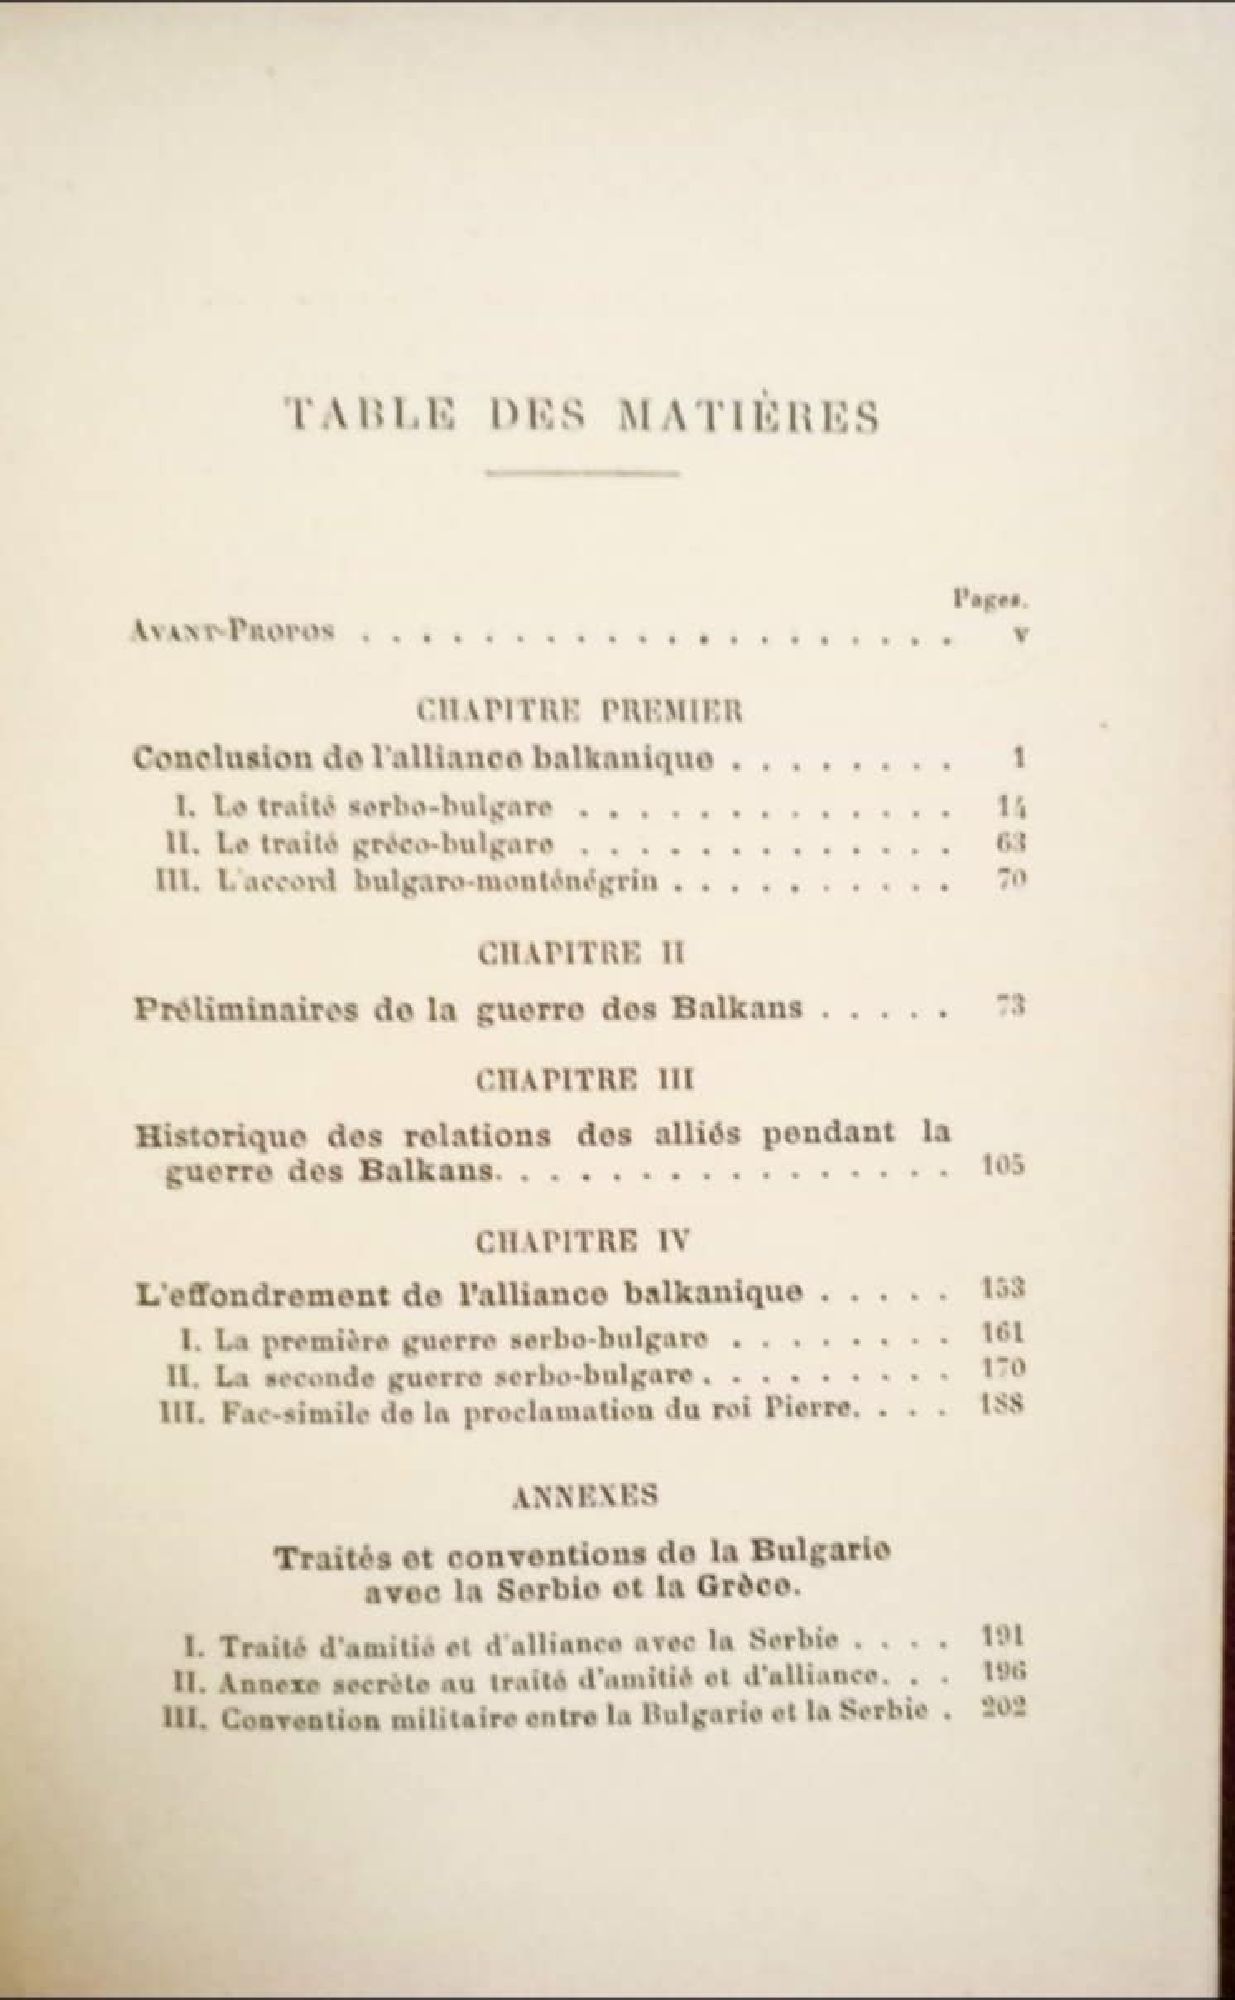 TABLE DES MATIÈRES
Pages.
AVANT-PROPOS . . . . . . . . . . . . . . . . . . . . v
CHAPITRE PREMIER
Conclusion de l'alliance balkanique . . . . . . . . 1
I. Le traité serbo-bulgare . . . . . . . . . . . . . 14
II. Le traité gréco-bulgare . . . . . . . . . . . . . 63
III. L'accord bulgaro-monténégrin . . . . . . . . . . 70
CHAPITRE II
Préliminaires de la guerre des Balkans . . . . . 73
CHAPITRE III
Historique des relations des alliés pendant la
guerre des Balkans. . . . . . . . . . . . . . . . 105
CHAPITRE IV
L'effondrement de l'alliance balkanique . . . . . 153
I. La première guerre serbo-bulgare . . . . . . . . 161
II. La seconde guerre serbo-bulgare . . . . . . . . . 170
III. Fac-simile de la proclamation du roi Pierre. . . . 188
ANNEXES
Traités et conventions de la Bulgarie
avec la Serbie et la Grèce.
I. Traité d'amitié et d'alliance avec la Serbie . . . . 191
II. Annexe secrète au traité d'amitié et d'alliance. . . 196
III. Convention militaire entre la Bulgarie et la Serbie . 202